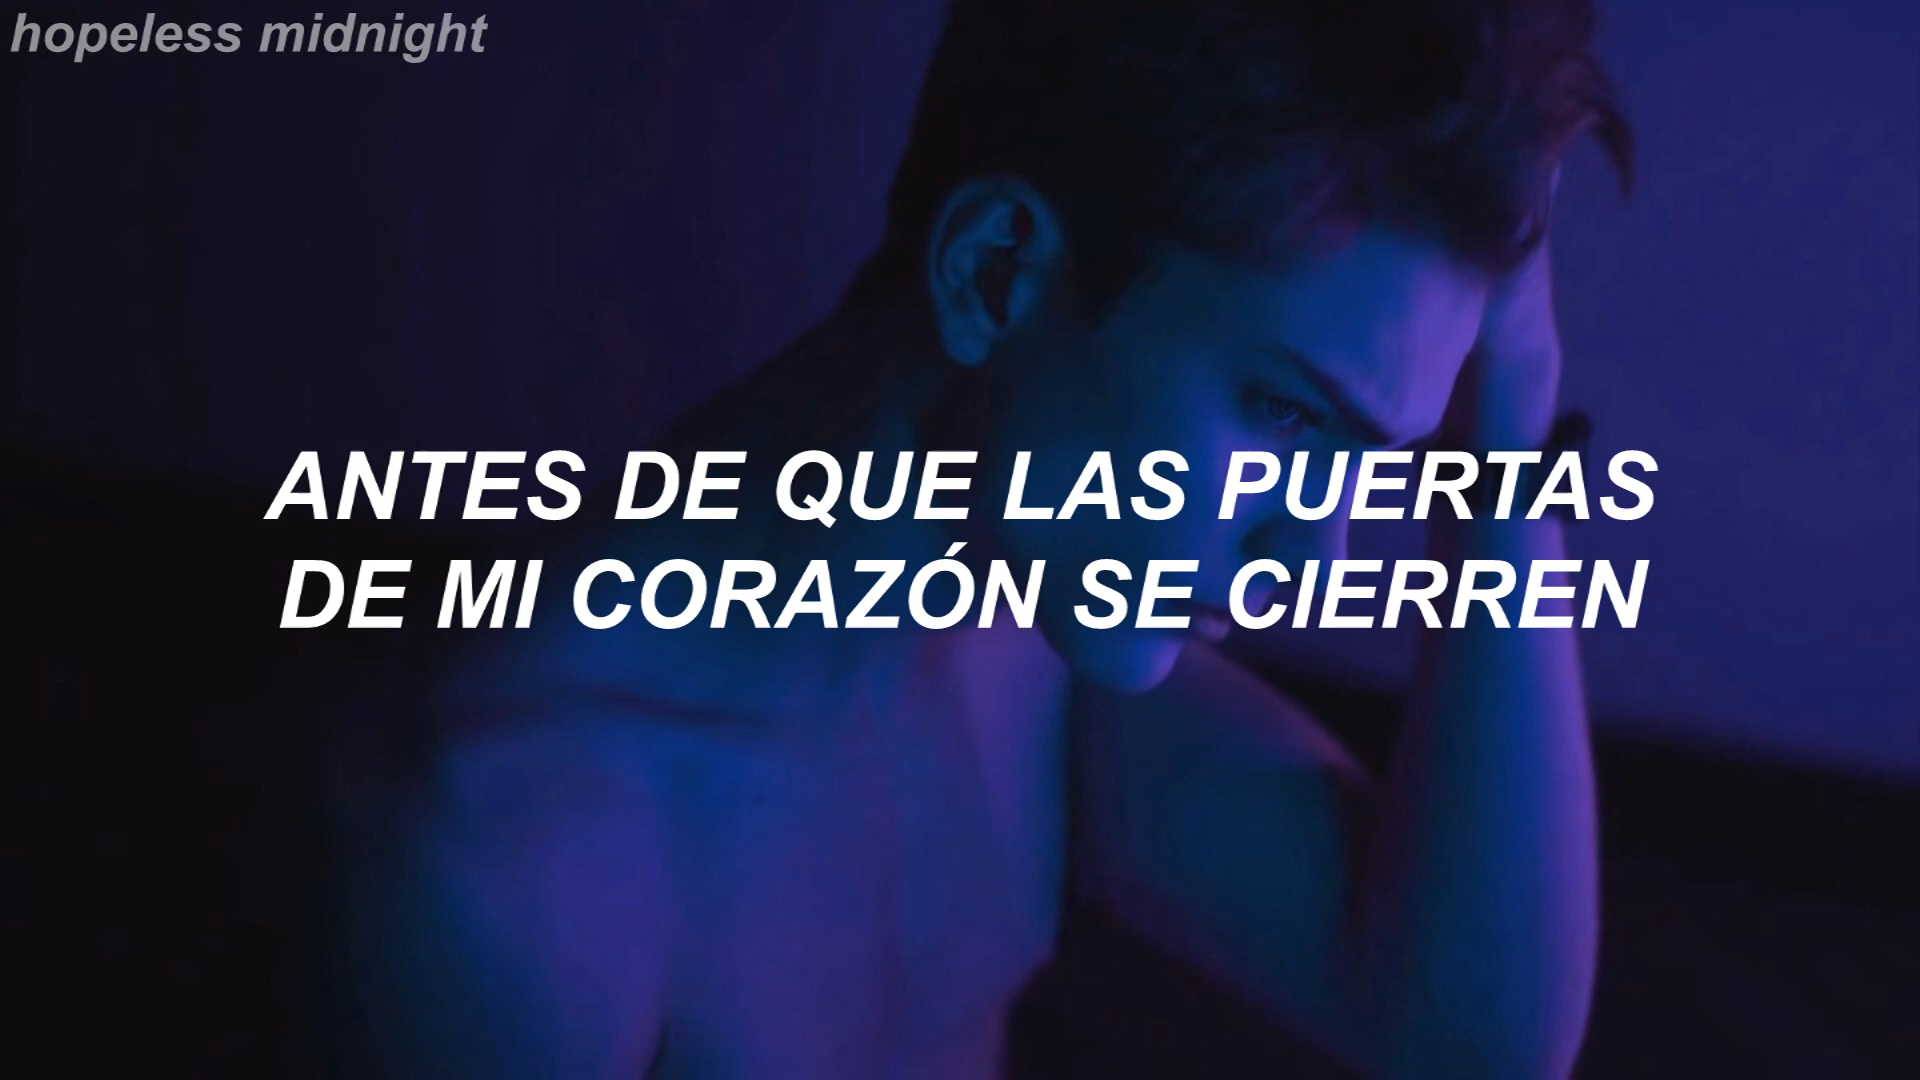 hopeless midnight
ANTES DE QUE LAS PUERTAS
DE MI CORAZÓN SE CIERREN